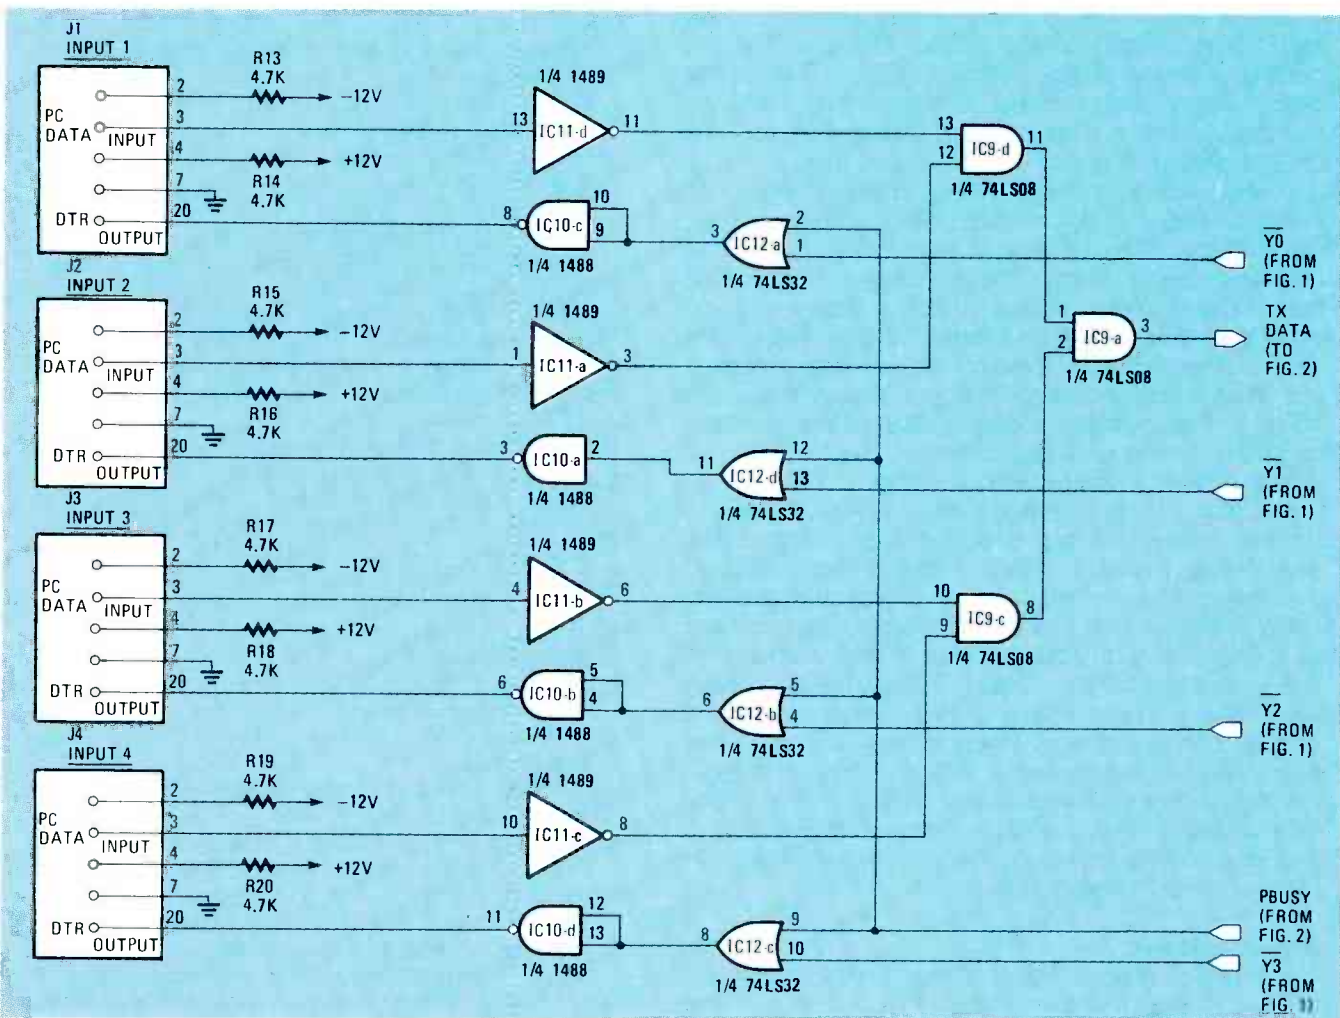 J1
INPUT 1
PC
DATA
INPUT
DTR
OUTPUT
2
3
4
7
20
R13
4.7K
−12V
+12V
R14
4.7K
1/4 1489
13
IC11-d
11
8
IC10-c
10
9
1/4 1488
3
IC12-a
2
1
1/4 74LS32
13
12
IC9-d
11
1/4 74LS08
Y0
(FROM
FIG. 1)
J2
INPUT 2
PC
DATA
INPUT
DTR
OUTPUT
2
3
4
7
20
R15
4.7K
−12V
+12V
R16
4.7K
1/4 1489
1
IC11-a
3
3
IC10-a
2
1/4 1488
11
IC12-d
12
13
1/4 74LS32
1
2
IC9-a
3
1/4 74LS08
TX
DATA
(TO
FIG. 2)
Y1
(FROM
FIG. 1)
J3
INPUT 3
PC
DATA
INPUT
DTR
OUTPUT
2
3
4
7
20
R17
4.7K
−12V
+12V
R18
4.7K
1/4 1489
4
IC11-b
6
6
IC10-b
5
4
1/4 1488
6
IC12-b
5
4
1/4 74LS32
10
9
IC9-c
8
1/4 74LS08
Y2
(FROM
FIG. 1)
J4
INPUT 4
PC
DATA
INPUT
DTR
OUTPUT
2
3
4
7
20
R19
4.7K
−12V
+12V
R20
4.7K
1/4 1489
10
IC11-c
8
11
IC10-d
12
13
1/4 1488
8
IC12-c
9
10
1/4 74LS32
PBUSY
(FROM
FIG. 2)
Y3
(FROM
FIG. 1)